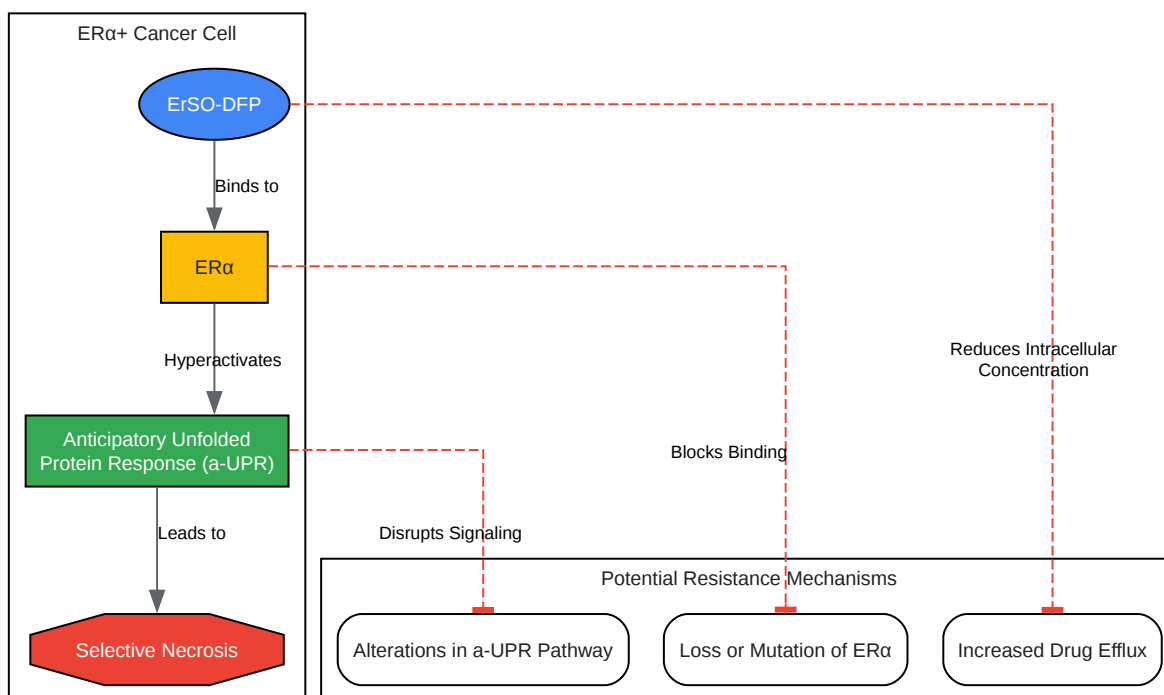 ERα+ Cancer Cell
ErSO-DFP
Binds to
ERα
Hyperactivates
Anticipatory Unfolded
Protein Response (a-UPR)
Leads to
Selective Necrosis
Reduces Intracellular
Concentration
Blocks Binding
Disrupts Signaling
Potential Resistance Mechanisms
Alterations in a-UPR Pathway
Loss or Mutation of ERα
Increased Drug Efflux